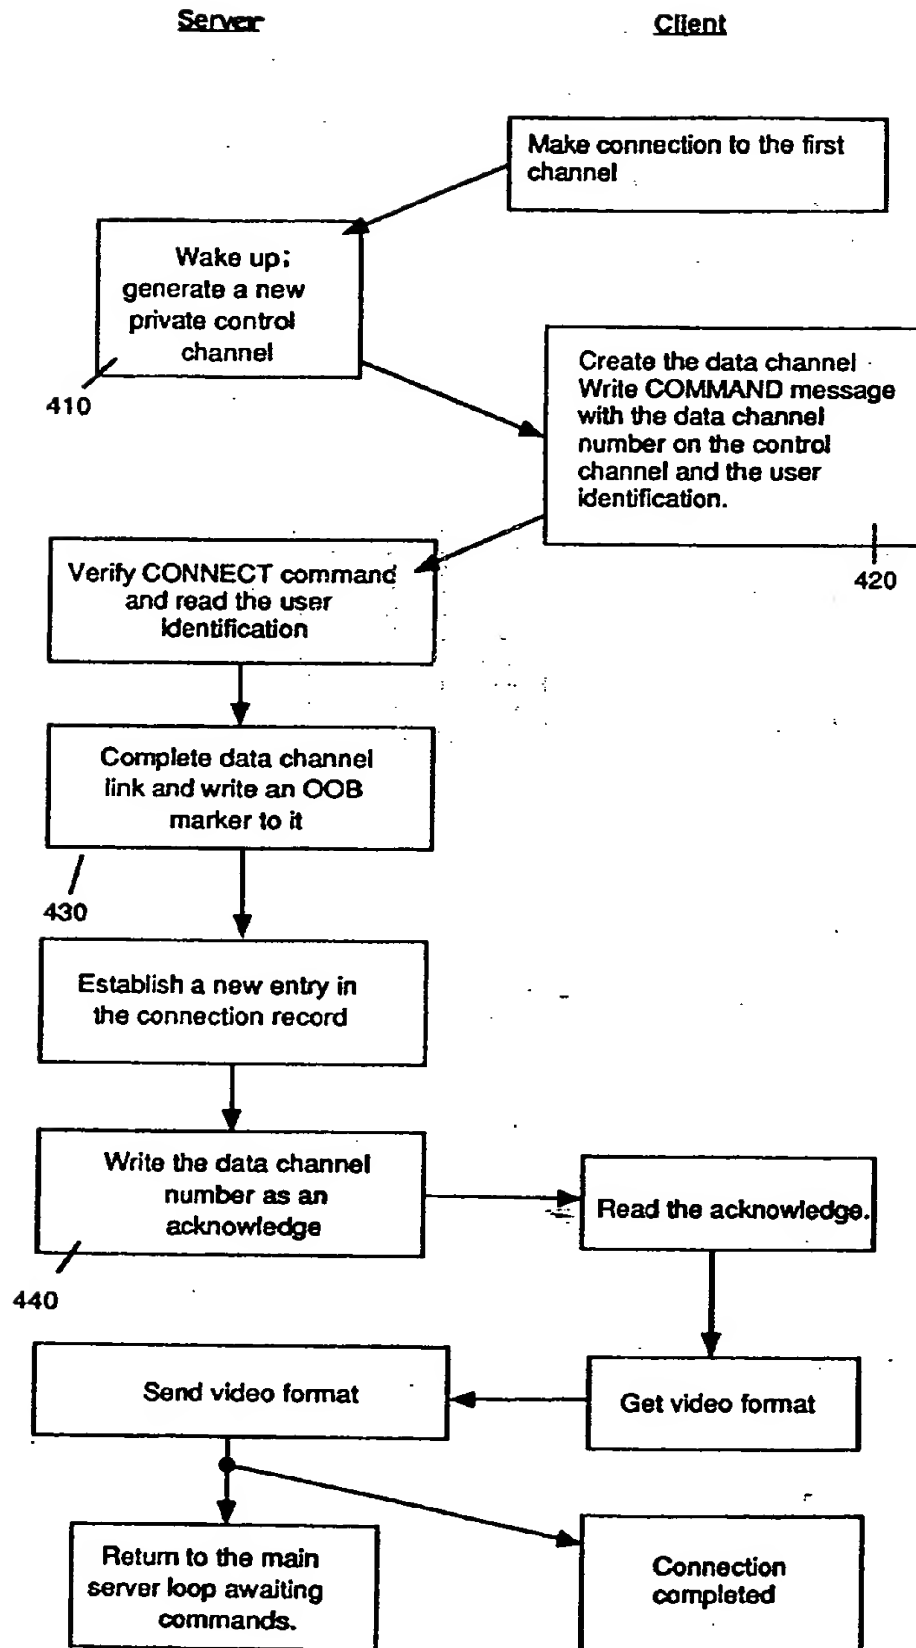 Server
Client
Make connection to the first
channel
Wake up;
generate a new
private control
channel
410
Create the data channel
Write COMMAND message
with the data channel
number on the control
channel and the user
identification.
420
Verify CONNECT command
and read the user
identification
Complete data channel
link and write an OOB
marker to it
430
Establish a new entry in
the connection record
Write the data channel
number as an
acknowledge
440
Read the acknowledge.
Send video format
Get video format
Return to the main
server loop awaiting
commands.
Connection
completed